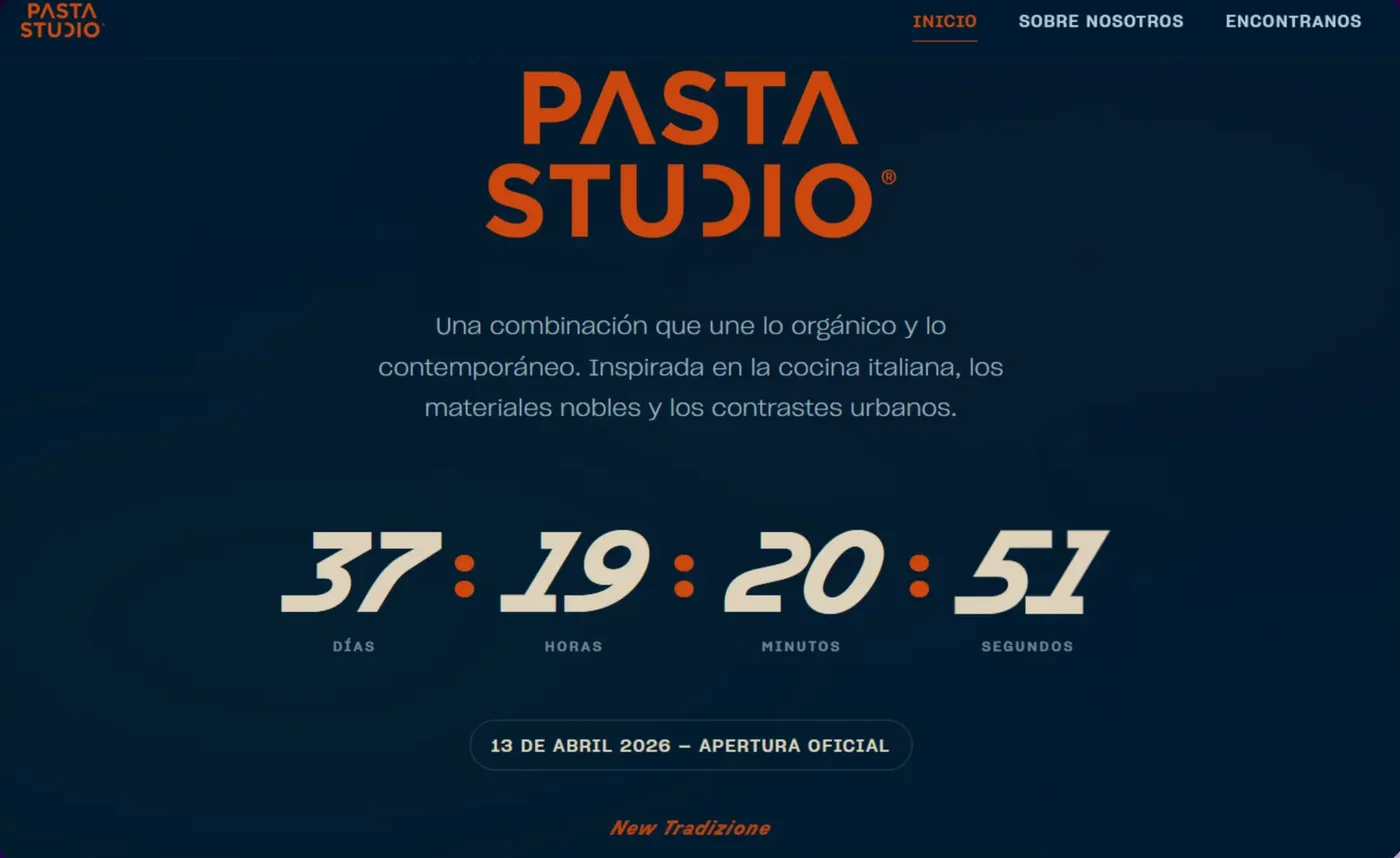 PASTA
STUDIO
INICIO SOBRE NOSOTROS ENCONTRANOS
PASTA
STUDIO®
Una combinación que une lo orgánico y lo
contemporáneo. Inspirada en la cocina italiana, los
materiales nobles y los contrastes urbanos.
37 : 19 : 20 : 51
DÍAS HORAS MINUTOS SEGUNDOS
13 DE ABRIL 2026 – APERTURA OFICIAL
New Tradizione